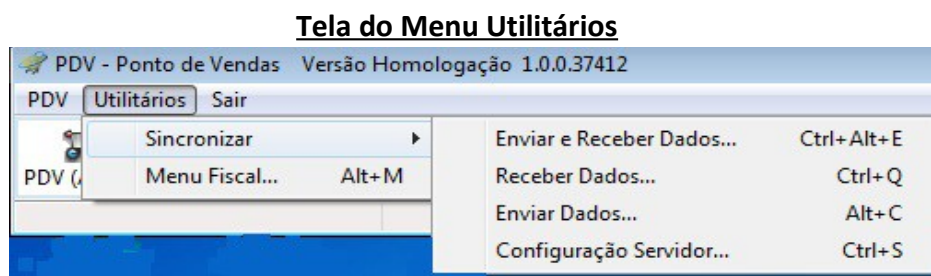 Tela do Menu Utilitários
PDV - Ponto de Vendas Versão Homologação 1.0.0.37412
PDV Utilitários Sair
Sincronizar
Menu Fiscal... Alt+M
PDV (
Enviar e Receber Dados... Ctrl+Alt+E
Receber Dados... Ctrl+Q
Enviar Dados... Alt+C
Configuração Servidor... Ctrl+S